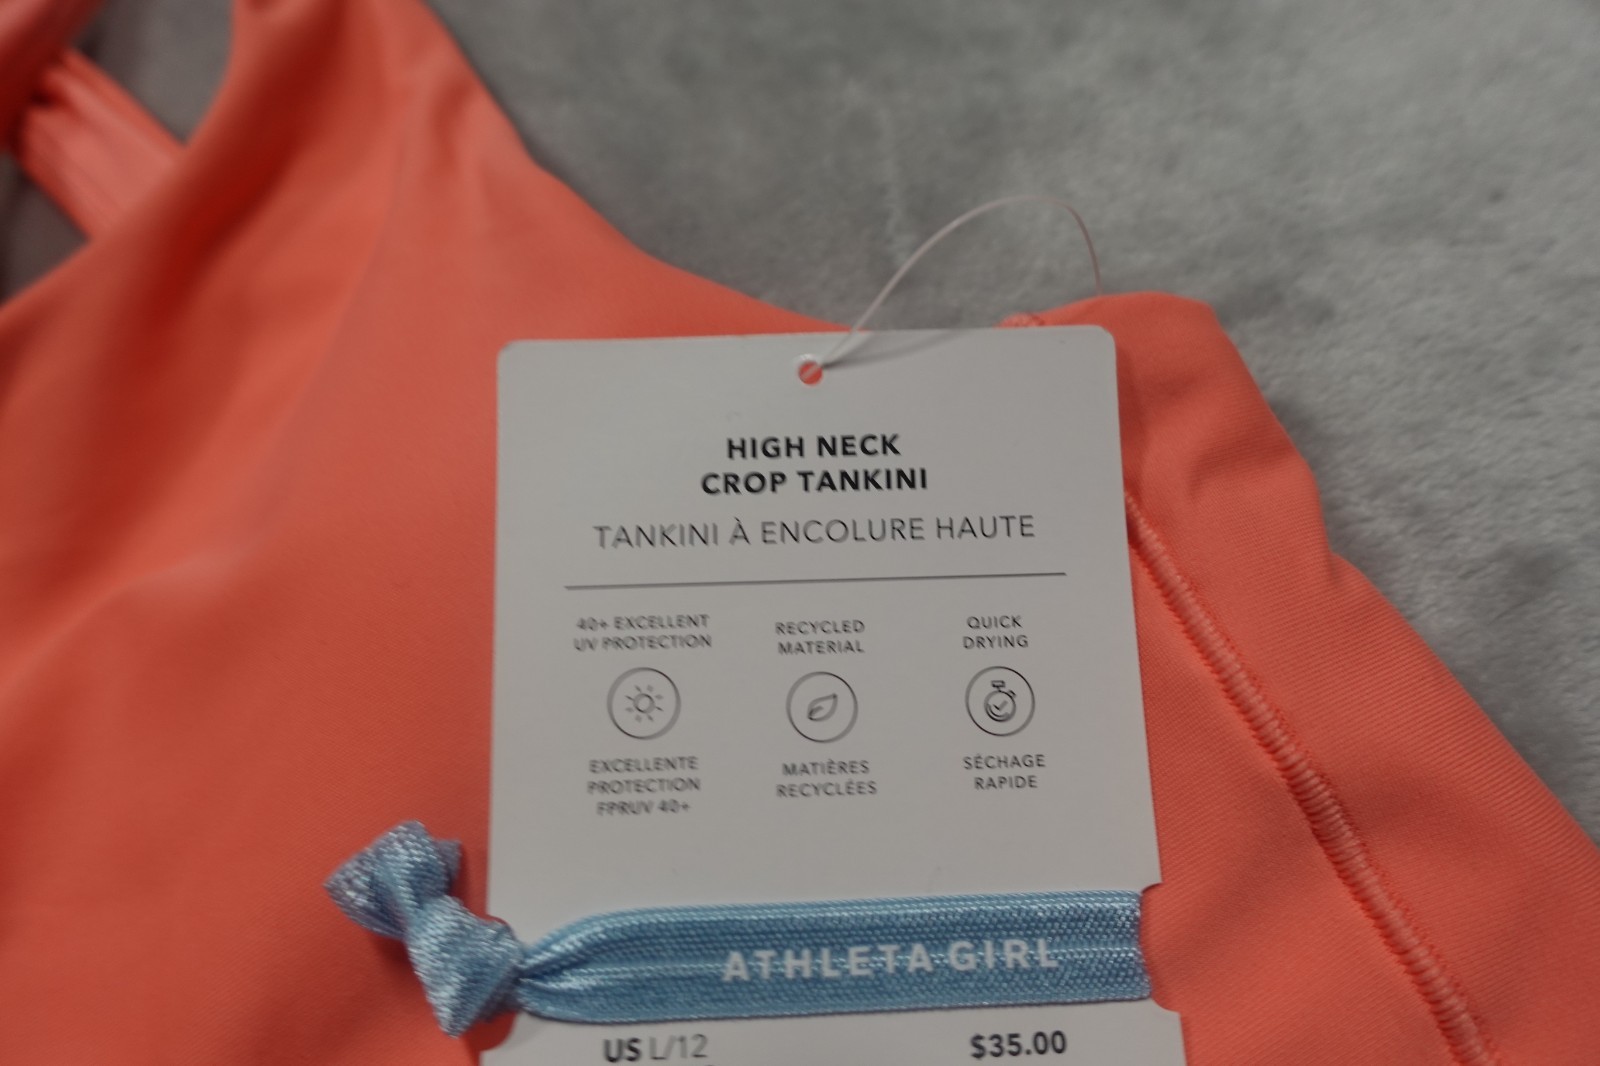 HIGH NECK
CROP TANKINI
TANKINI À ENCOLURE HAUTE
40+ EXCELLENT
UV PROTECTION
EXCELLENTE
PROTECTION
FPRUV 40+
RECYCLED
MATERIAL
MATIÈRES
RECYCLÉES
QUICK
DRYING
SÉCHAGE
RAPIDE
ATHLETA GIRL
US L/12 $35.00